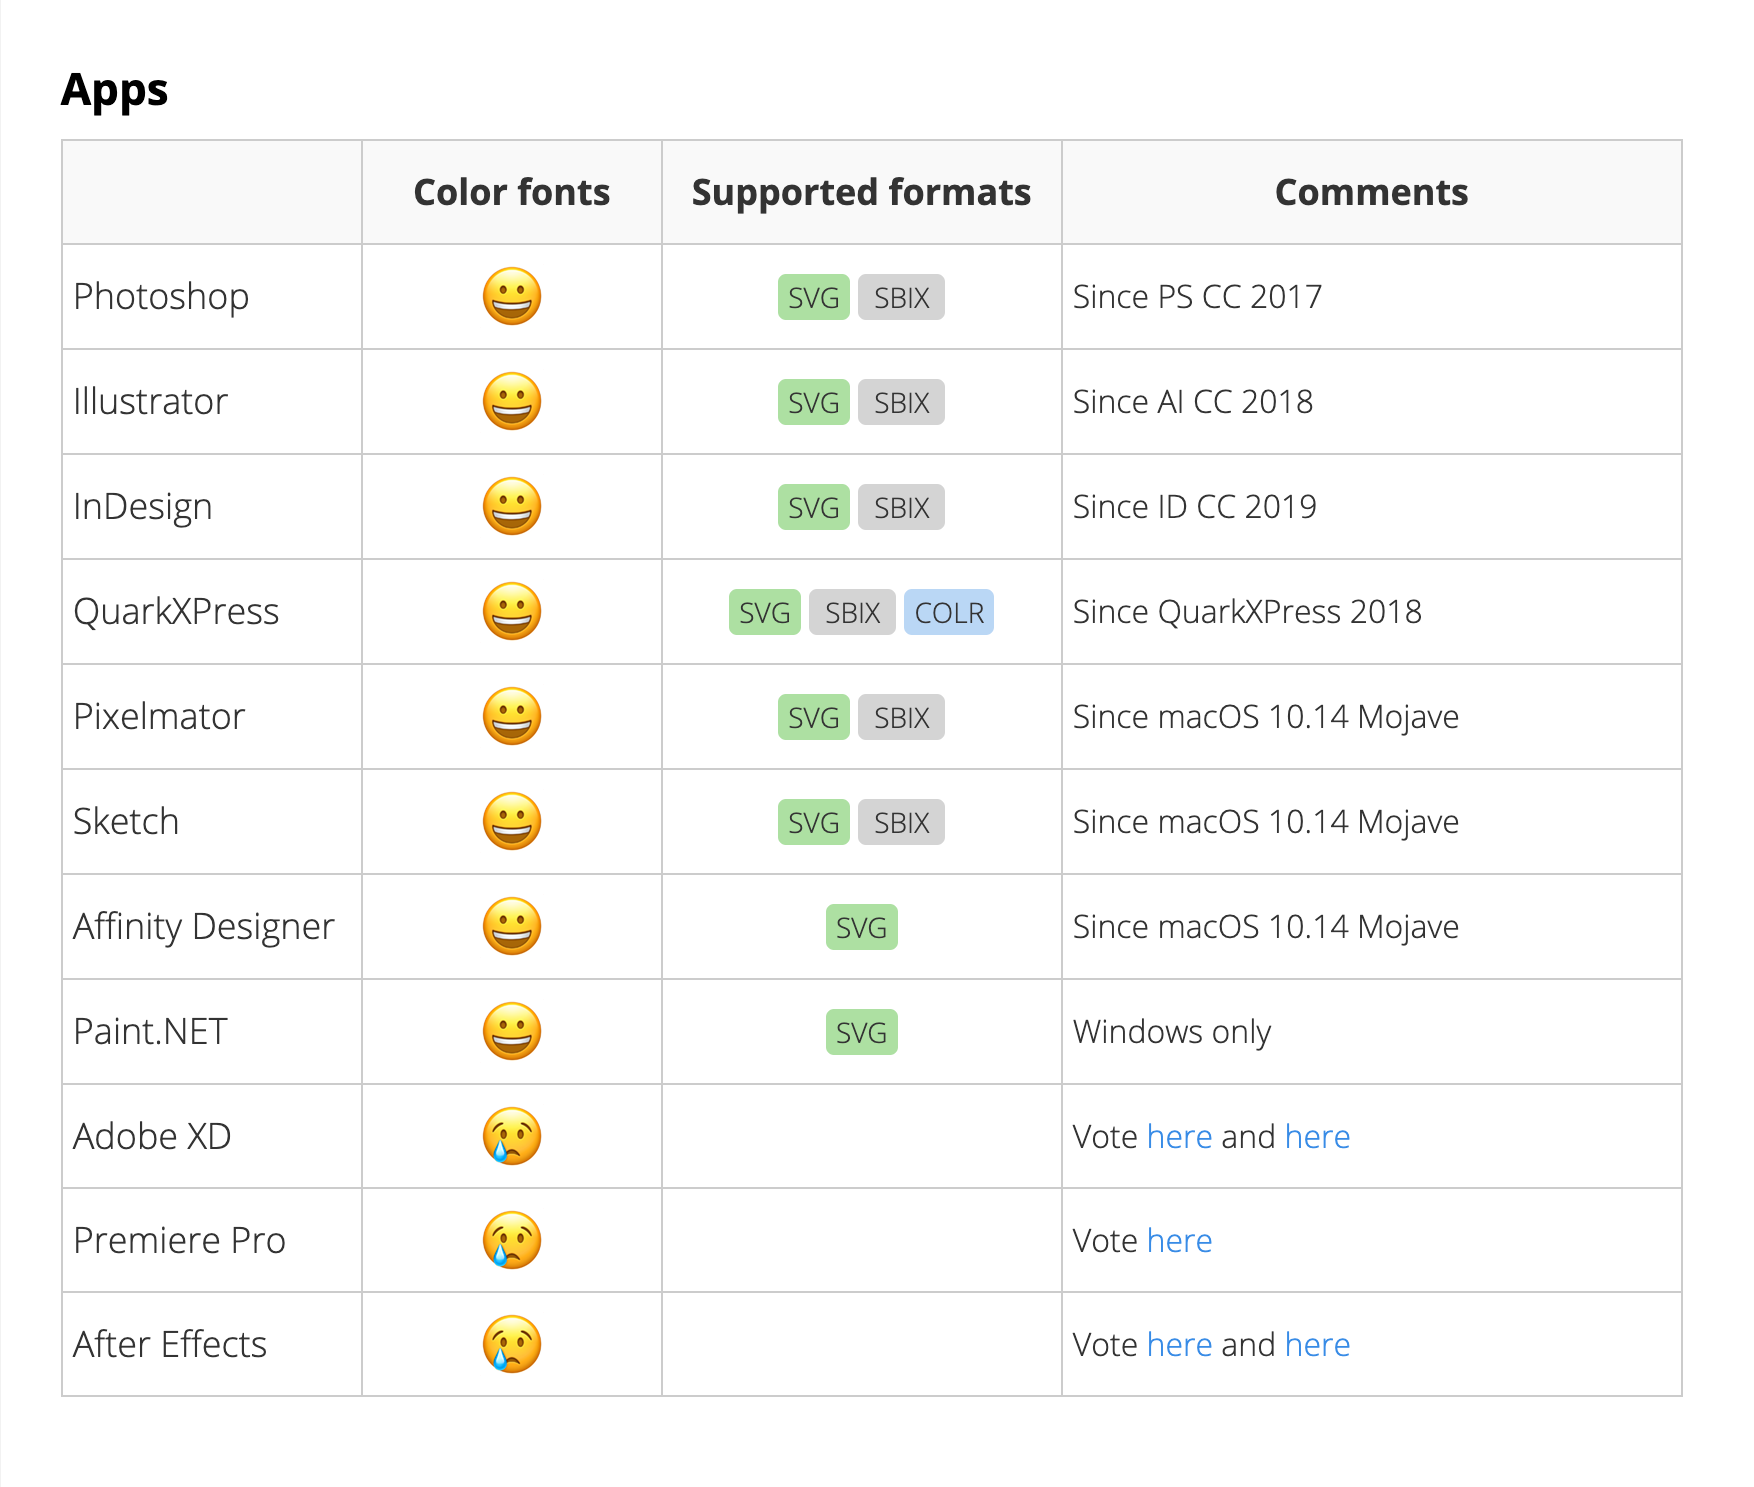 Apps
Color fonts Supported formats Comments
Photoshop SVG SBIX Since PS CC 2017
Illustrator SVG SBIX Since AI CC 2018
InDesign SVG SBIX Since ID CC 2019
QuarkXPress SVG SBIX COLR Since QuarkXPress 2018
Pixelmator SVG SBIX Since macOS 10.14 Mojave
Sketch SVG SBIX Since macOS 10.14 Mojave
Affinity Designer SVG Since macOS 10.14 Mojave
Paint.NET SVG Windows only
Adobe XD Vote here and here
Premiere Pro Vote here
After Effects Vote here and here